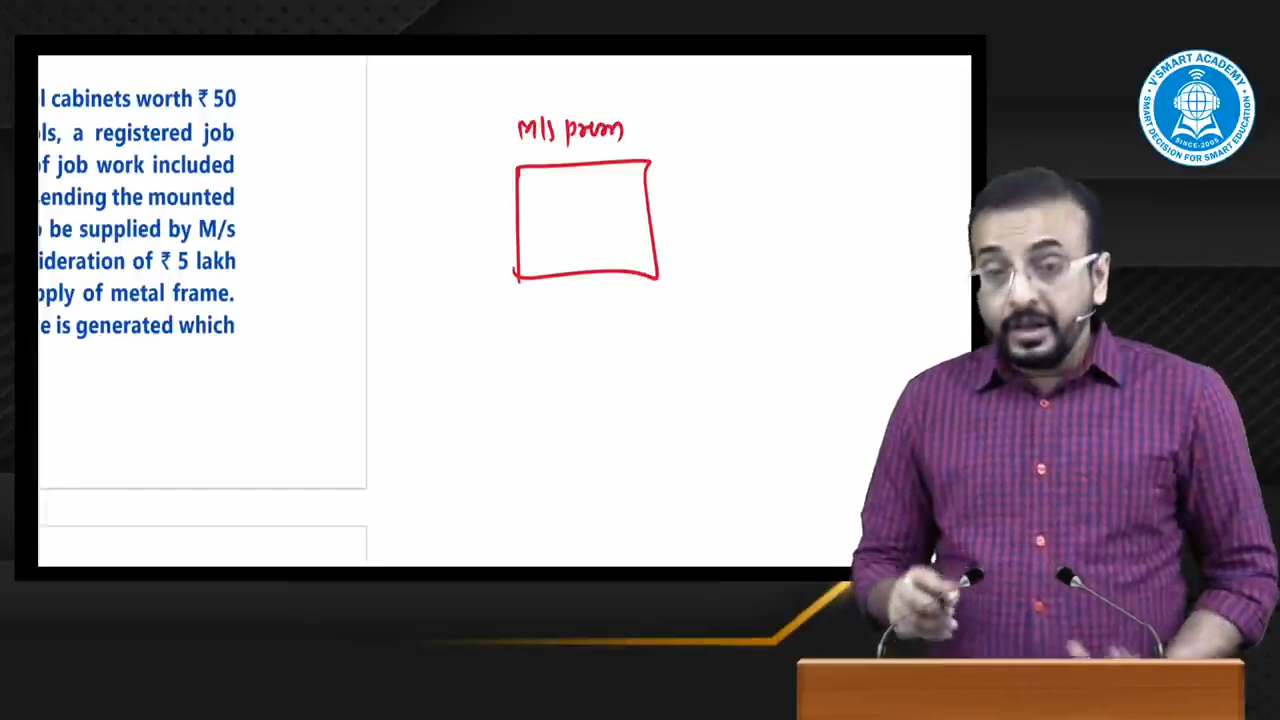 l cabinets worth ₹ 50
ls, a registered job
f job work included
ending the mounted
be supplied by M/s
ideration of ₹ 5 lakh
pply of metal frame.
e is generated which
M/s
V'SMART ACADEMY
SMART DECISION FOR SMART EDUCATION
SINCE-2005